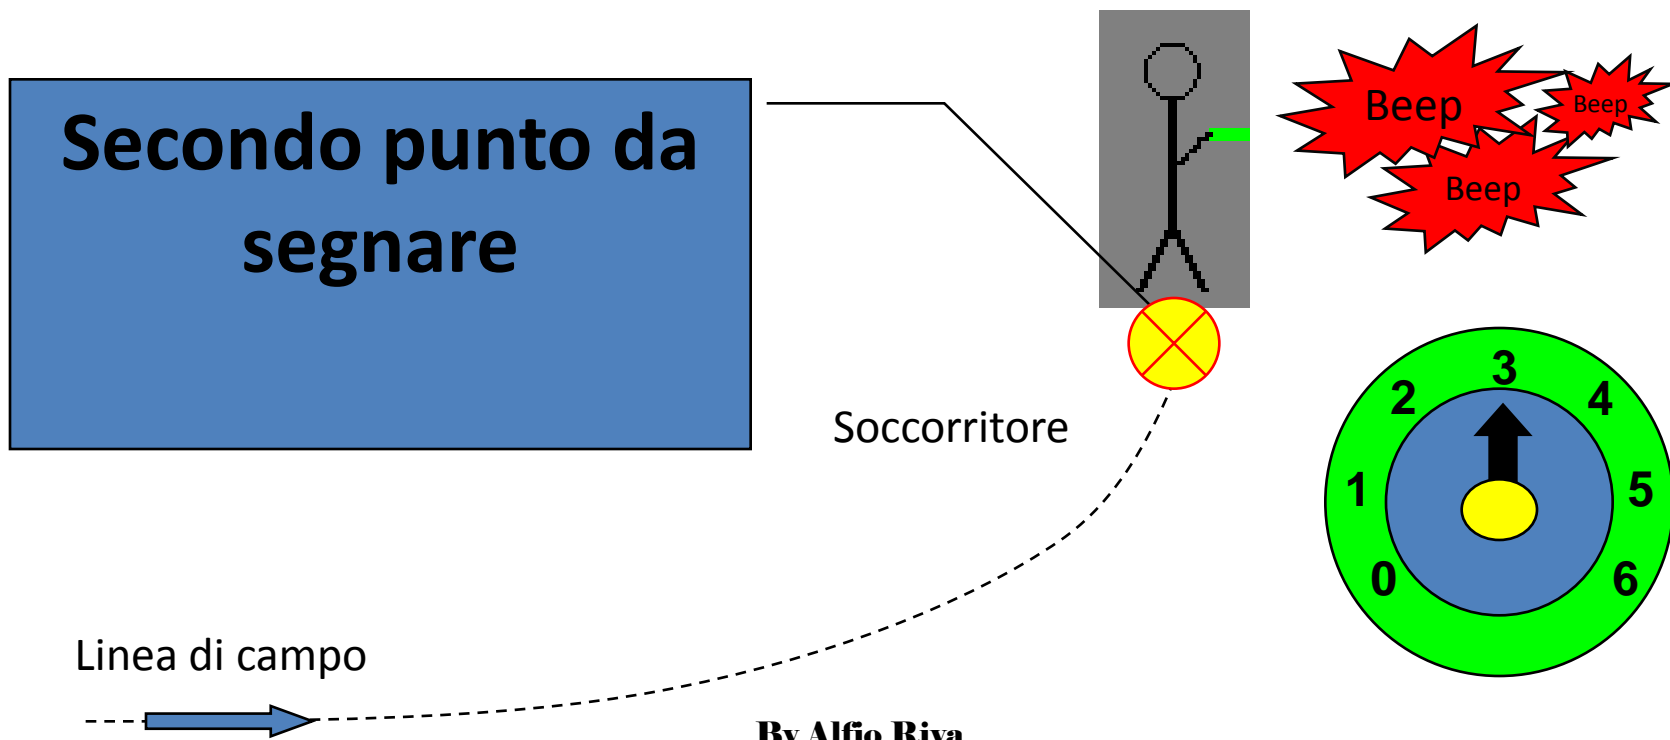 Secondo punto da
segnare
Beep
Beep
Beep
Soccorritore
3
2
4
1
5
0
6
Linea di campo
By Alfio Riva